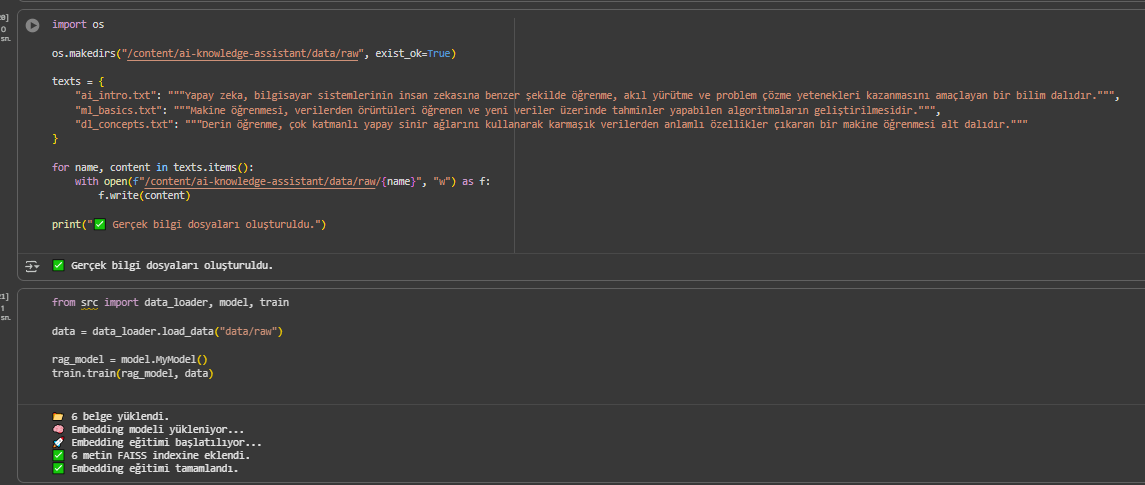 20]
0
sn.
import os
os.makedirs("/content/ai-knowledge-assistant/data/raw", exist_ok=True)
texts = {
    "ai_intro.txt": """Yapay zeka, bilgisayar sistemlerinin insan zekasına benzer şekilde öğrenme, akıl yürütme ve problem çözme yetenekleri kazanmasını amaçlayan bir bilim dalıdır.""",
    "ml_basics.txt": """Makine öğrenmesi, verilerden örüntüleri öğrenen ve yeni veriler üzerinde tahminler yapabilen algoritmaların geliştirilmesidir.""",
    "dl_concepts.txt": """Derin öğrenme, çok katmanlı yapay sinir ağlarını kullanarak karmaşık verilerden anlamlı özellikler çıkaran bir makine öğrenmesi alt dalıdır."""
}
for name, content in texts.items():
    with open(f"/content/ai-knowledge-assistant/data/raw/{name}", "w") as f:
        f.write(content)
print("✅ Gerçek bilgi dosyaları oluşturuldu.")
✅ Gerçek bilgi dosyaları oluşturuldu.
21]
1
sn.
from src import data_loader, model, train
data = data_loader.load_data("data/raw")
rag_model = model.MyModel()
train.train(rag_model, data)
📂 6 belge yüklendi.
🧠 Embedding modeli yükleniyor...
🚀 Embedding eğitimi başlatılıyor...
✅ 6 metin FAISS indexine eklendi.
✅ Embedding eğitimi tamamlandı.